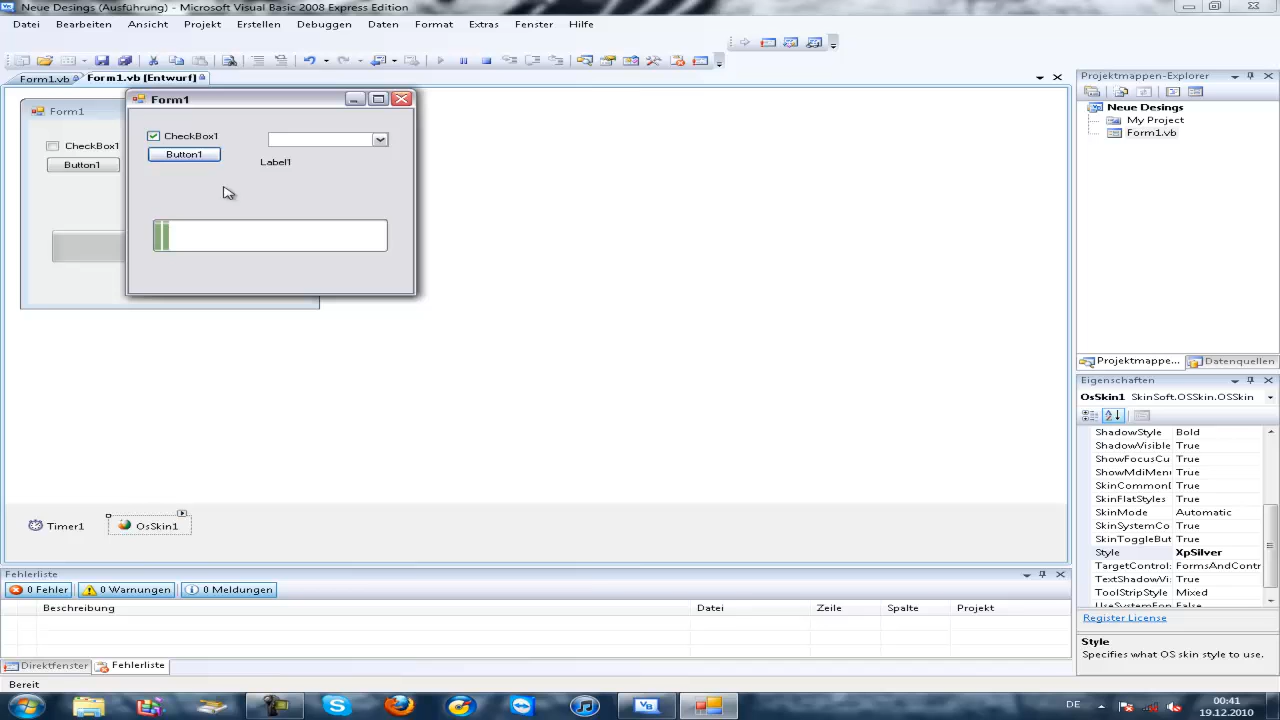 Neue Desings (Ausführung) - Microsoft Visual Basic 2008 Express Edition
Datei Bearbeiten Ansicht Projekt Erstellen Debuggen Daten Format Extras Fenster Hilfe
Form1.vb Form1.vb [Entwurf]
Form1
CheckBox1
Button1
Form1
CheckBox1
Button1
Label1
Timer1 OsSkin1
Projektmappen-Explorer
Neue Desings
My Project
Form1.vb
Projektmappe... Datenquellen
Eigenschaften
OsSkin1 SkinSoft.OSSkin.OSSkin
ShadowStyle Bold
ShadowVisible True
ShowFocusCu True
ShowMdiMenu True
SkinCommonD True
SkinFlatStyles True
SkinMode Automatic
SkinSystemCo True
SkinToggleBut True
Style XpSilver
TargetControl: FormsAndContr
TextShadowVi: True
ToolStripStyle Mixed
UseSystemFon False
Register License
Style
Specifies what OS skin style to use.
Fehlerliste
0 Fehler 0 Warnungen 0 Meldungen
Beschreibung Datei Zeile Spalte Projekt
Direktfenster Fehlerliste
Bereit
DE
00:41
19.12.2010